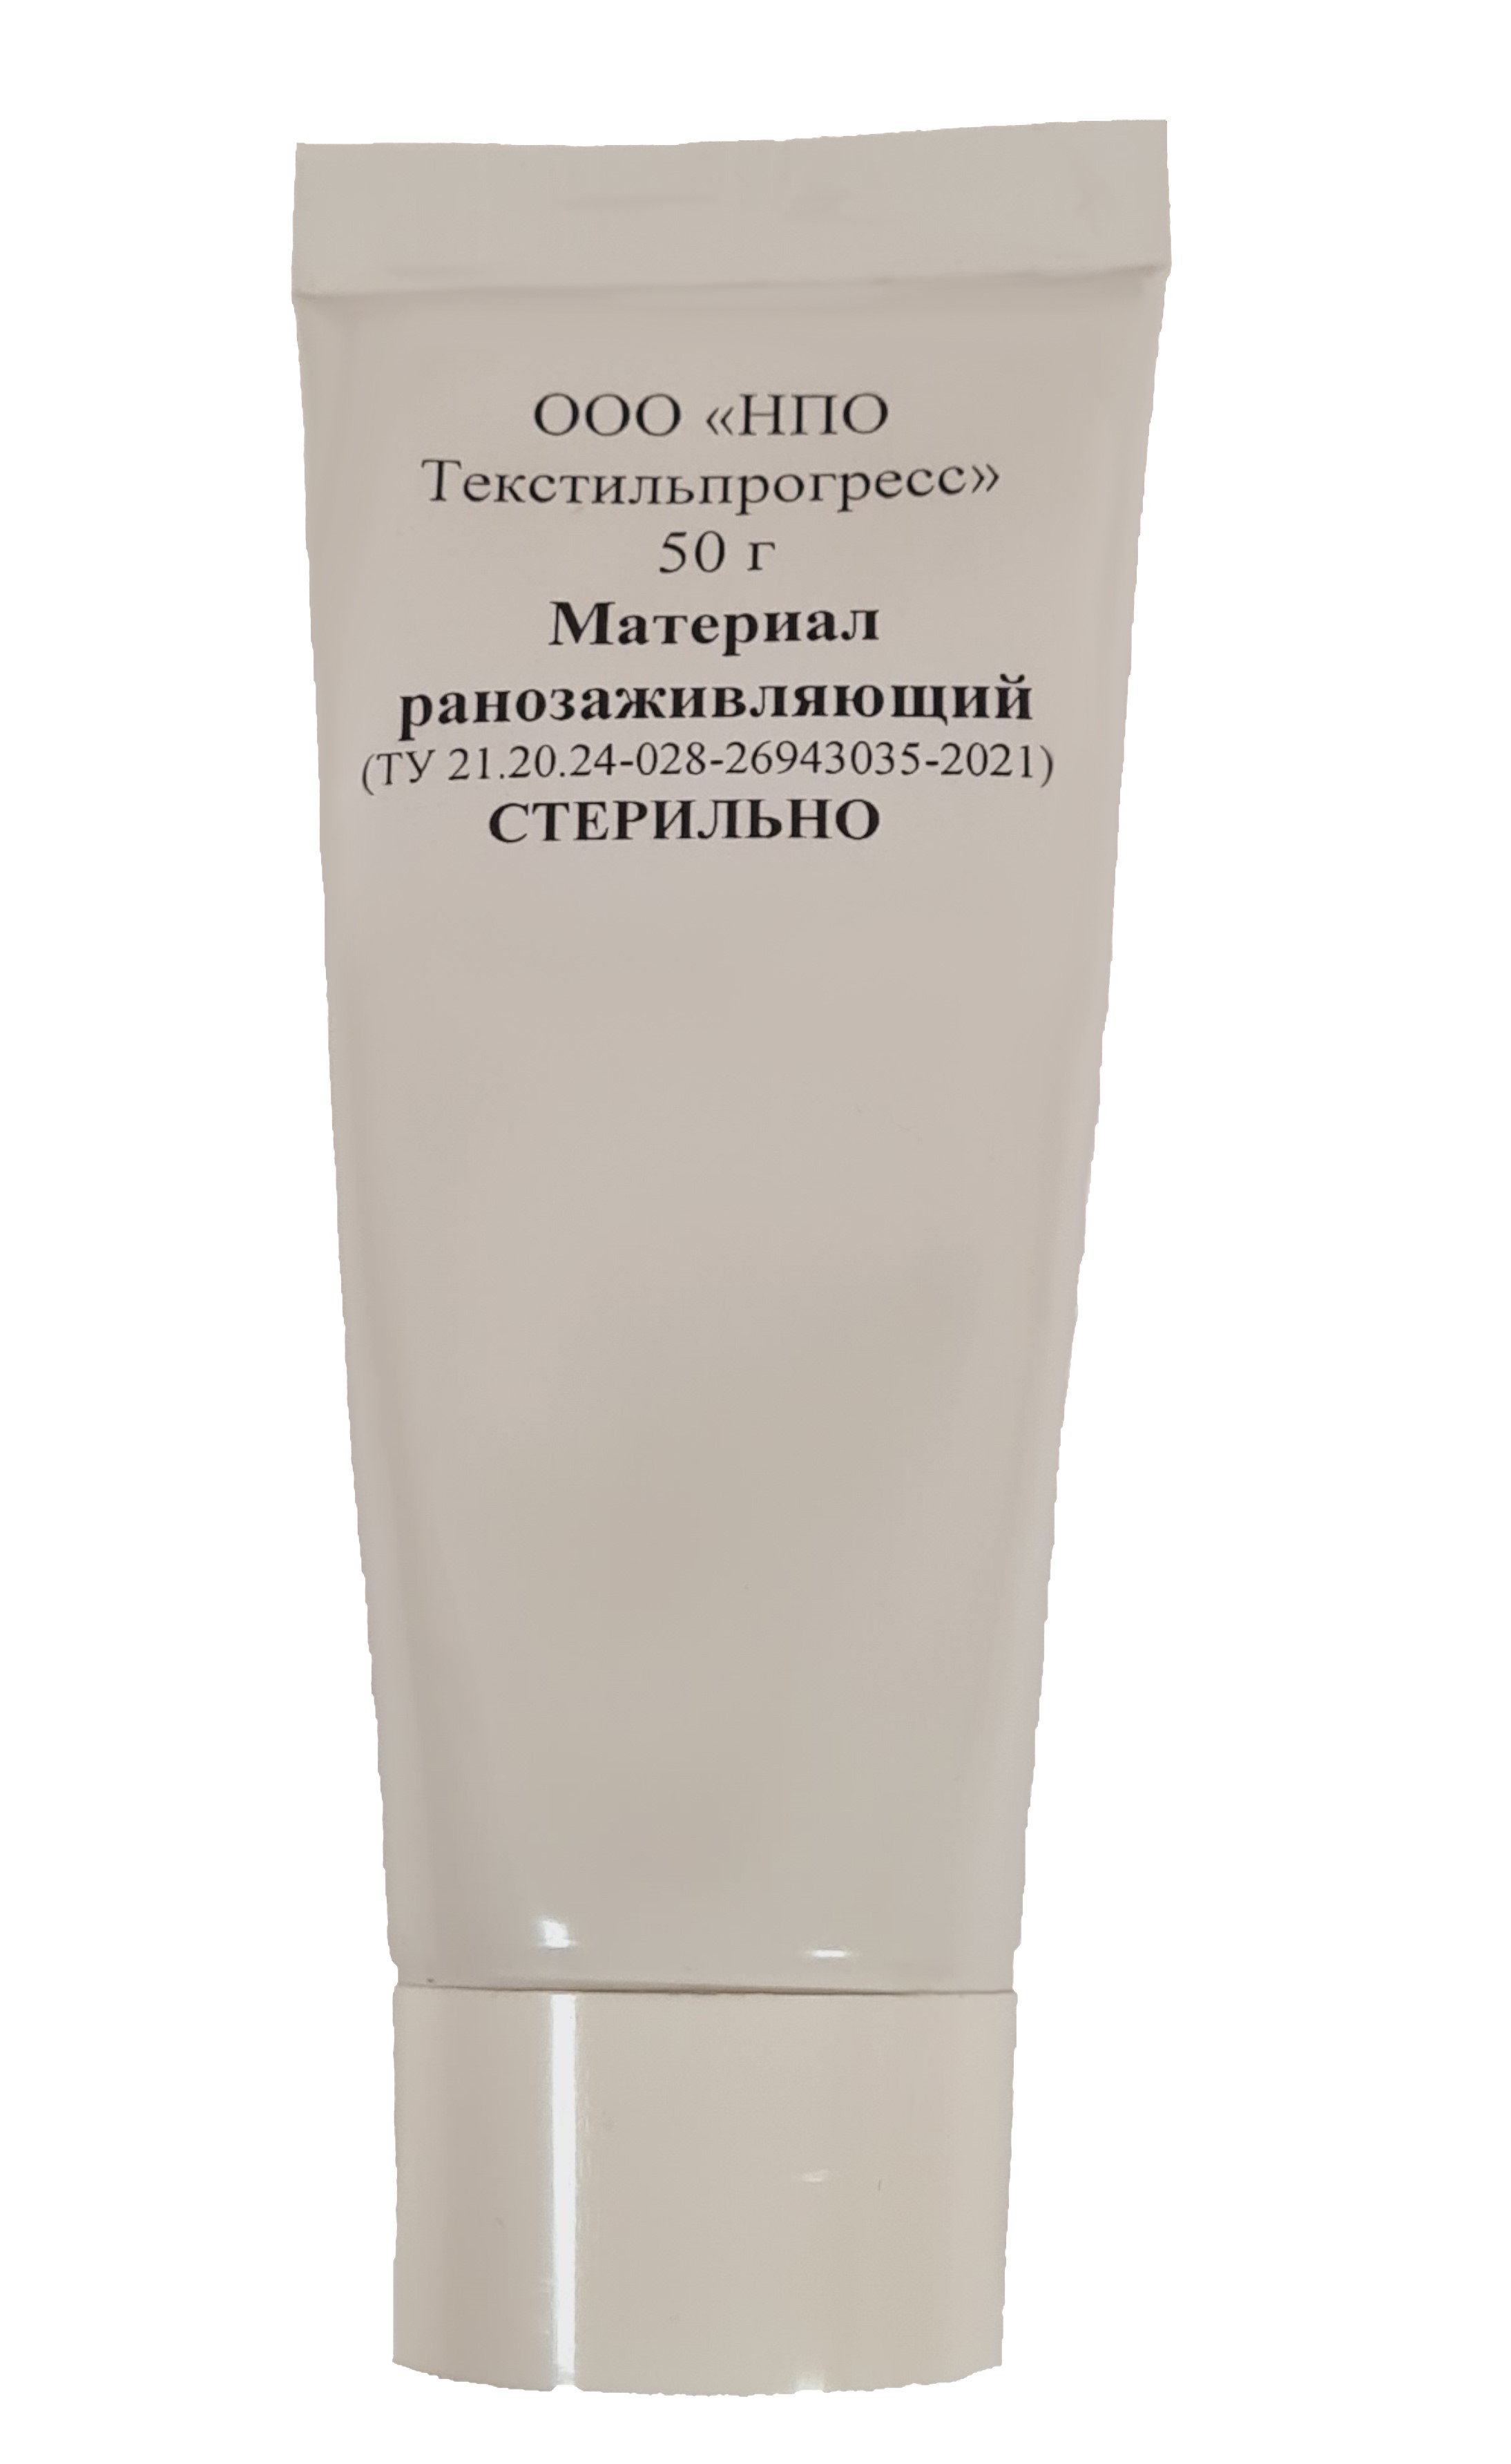 ООО «НПО
Текстильпрогресс»
50 г
Материал
ранозаживляющий
(ТУ 21.20.24-028-26943035-2021)
СТЕРИЛЬНО